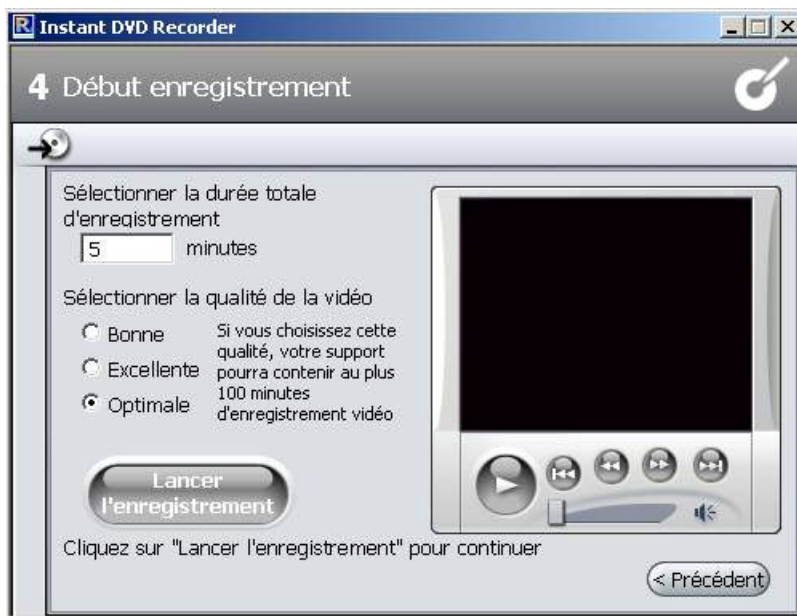 R Instant DVD Recorder
4 Début enregistrement
Sélectionner la durée totale
d'enregistrement
5 minutes
Sélectionner la qualité de la vidéo
Bonne
Excellente
Optimale
Si vous choisissez cette
qualité, votre support
pourra contenir au plus
100 minutes
d'enregistrement vidéo
Lancer
l'enregistrement
Cliquez sur "Lancer l'enregistrement" pour continuer
< Précédent